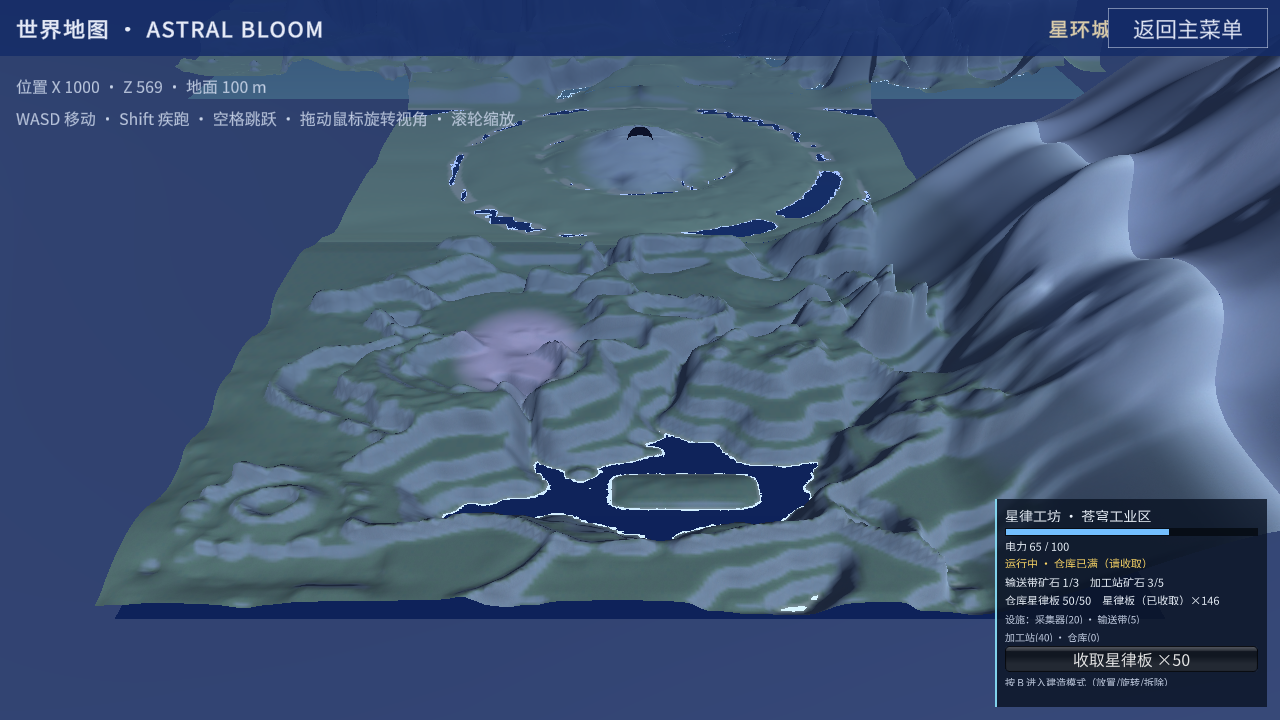 世界地图 · ASTRAL BLOOM
星环城
返回主菜单
位置 X 1000 · Z 569 · 地面 100 m
WASD 移动 · Shift 疾跑 · 空格跳跃 · 拖动鼠标旋转视角 · 滚轮缩放
星律工坊 · 苍穹工业区
电力 65 / 100
运行中 · 仓库已满（请收取）
输送带矿石 1/3 加工站矿石 3/5
仓库星律板 50/50 星律板（已收取）×146
设施：采集器(20) · 输送带(5)
加工站(40) · 仓库(0)
收取星律板 ×50
按 B 进入建造模式（放置/旋转/拆除）